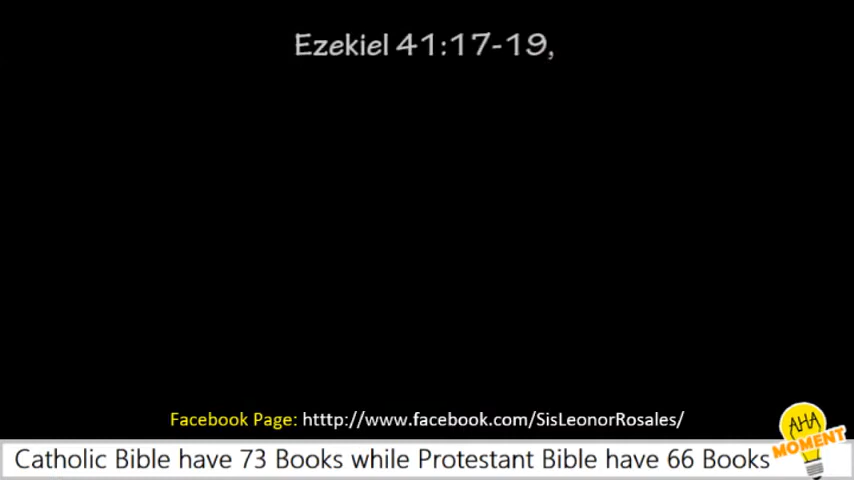 Ezekiel 41:17-19,
Facebook Page: htttp://www.facebook.com/SisLeonorRosales/
Catholic Bible have 73 Books while Protestant Bible have 66 Books
AHA
MOMENT